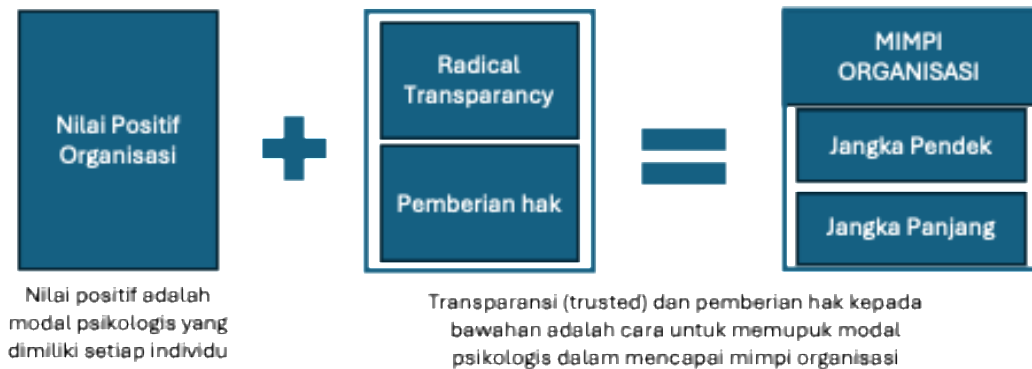 Nilai Positif
Organisasi
Radical
Transparancy
Pemberian hak
MIMPI
ORGANISASI
Jangka Pendek
Jangka Panjang
Nilai positif adalah
modal psikologis yang
dimiliki setiap individu
Transparansi (trusted) dan pemberian hak kepada
bawahan adalah cara untuk memupuk modal
psikologis dalam mencapai mimpi organisasi